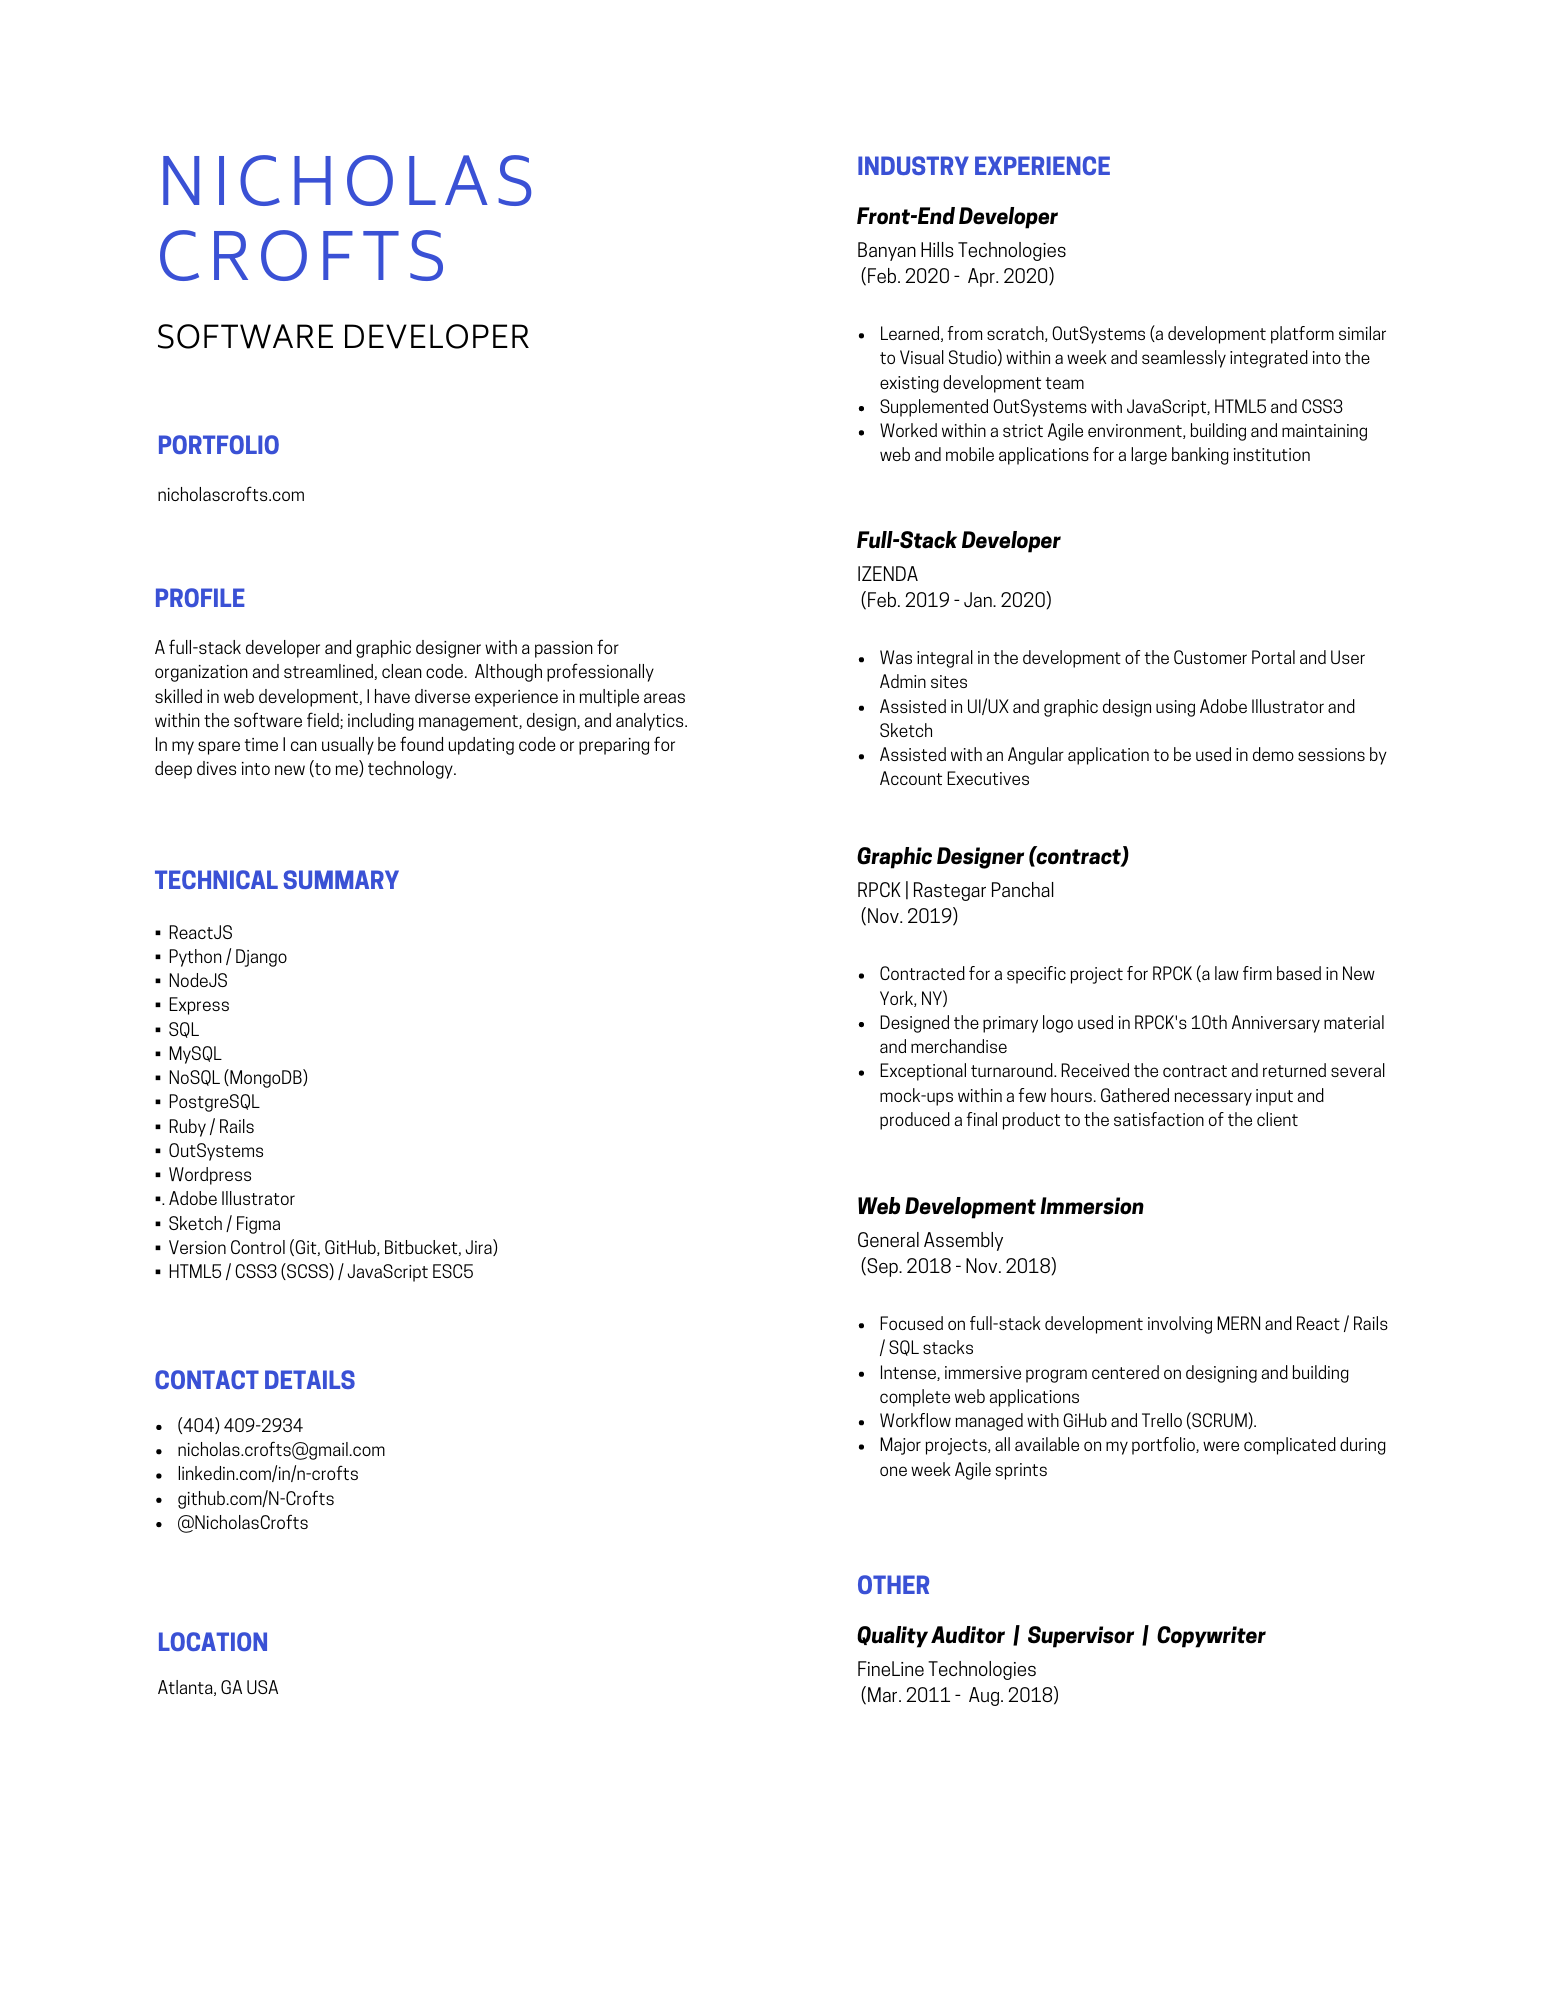 NICHOLAS
CROFTS
SOFTWARE DEVELOPER
PORTFOLIO
nicholascrofts.com
PROFILE
A full-stack developer and graphic designer with a passion for
organization and streamlined, clean code.  Although professionally
skilled in web development, I have diverse experience in multiple areas
within the software field; including management, design, and analytics.
In my spare time I can usually be found updating code or preparing for
deep dives into new (to me) technology.
TECHNICAL SUMMARY
▪ ReactJS
▪ Python / Django
▪ NodeJS
▪ Express
▪ SQL
▪ MySQL
▪ NoSQL (MongoDB)
▪ PostgreSQL
▪ Ruby / Rails
▪ OutSystems
▪ Wordpress
▪. Adobe Illustrator
▪ Sketch / Figma
▪ Version Control (Git, GitHub, Bitbucket, Jira)
▪ HTML5 / CSS3 (SCSS) / JavaScript ESC5
CONTACT DETAILS
• (404) 409-2934
• nicholas.crofts@gmail.com
• linkedin.com/in/n-crofts
• github.com/N-Crofts
• @NicholasCrofts
LOCATION
Atlanta, GA USA
INDUSTRY EXPERIENCE
Front-End Developer
Banyan Hills Technologies
(Feb. 2020 -  Apr. 2020)
• Learned, from scratch, OutSystems (a development platform similar
to Visual Studio) within a week and seamlessly integrated into the
existing development team
• Supplemented OutSystems with JavaScript, HTML5 and CSS3
• Worked within a strict Agile environment, building and maintaining
web and mobile applications for a large banking institution
Full-Stack Developer
IZENDA
(Feb. 2019 - Jan. 2020)
• Was integral in the development of the Customer Portal and User
Admin sites
• Assisted in UI/UX and graphic design using Adobe Illustrator and
Sketch
• Assisted with an Angular application to be used in demo sessions by
Account Executives
Graphic Designer (contract)
RPCK | Rastegar Panchal
(Nov. 2019)
• Contracted for a specific project for RPCK (a law firm based in New
York, NY)
• Designed the primary logo used in RPCK's 10th Anniversary material
and merchandise
• Exceptional turnaround. Received the contract and returned several
mock-ups within a few hours. Gathered necessary input and
produced a final product to the satisfaction of the client
Web Development Immersion
General Assembly
(Sep. 2018 - Nov. 2018)
• Focused on full-stack development involving MERN and React / Rails
/ SQL stacks
• Intense, immersive program centered on designing and building
complete web applications
• Workflow managed with GiHub and Trello (SCRUM).
• Major projects, all available on my portfolio, were complicated during
one week Agile sprints
OTHER
Quality Auditor | Supervisor | Copywriter
FineLine Technologies
(Mar. 2011 -  Aug. 2018)